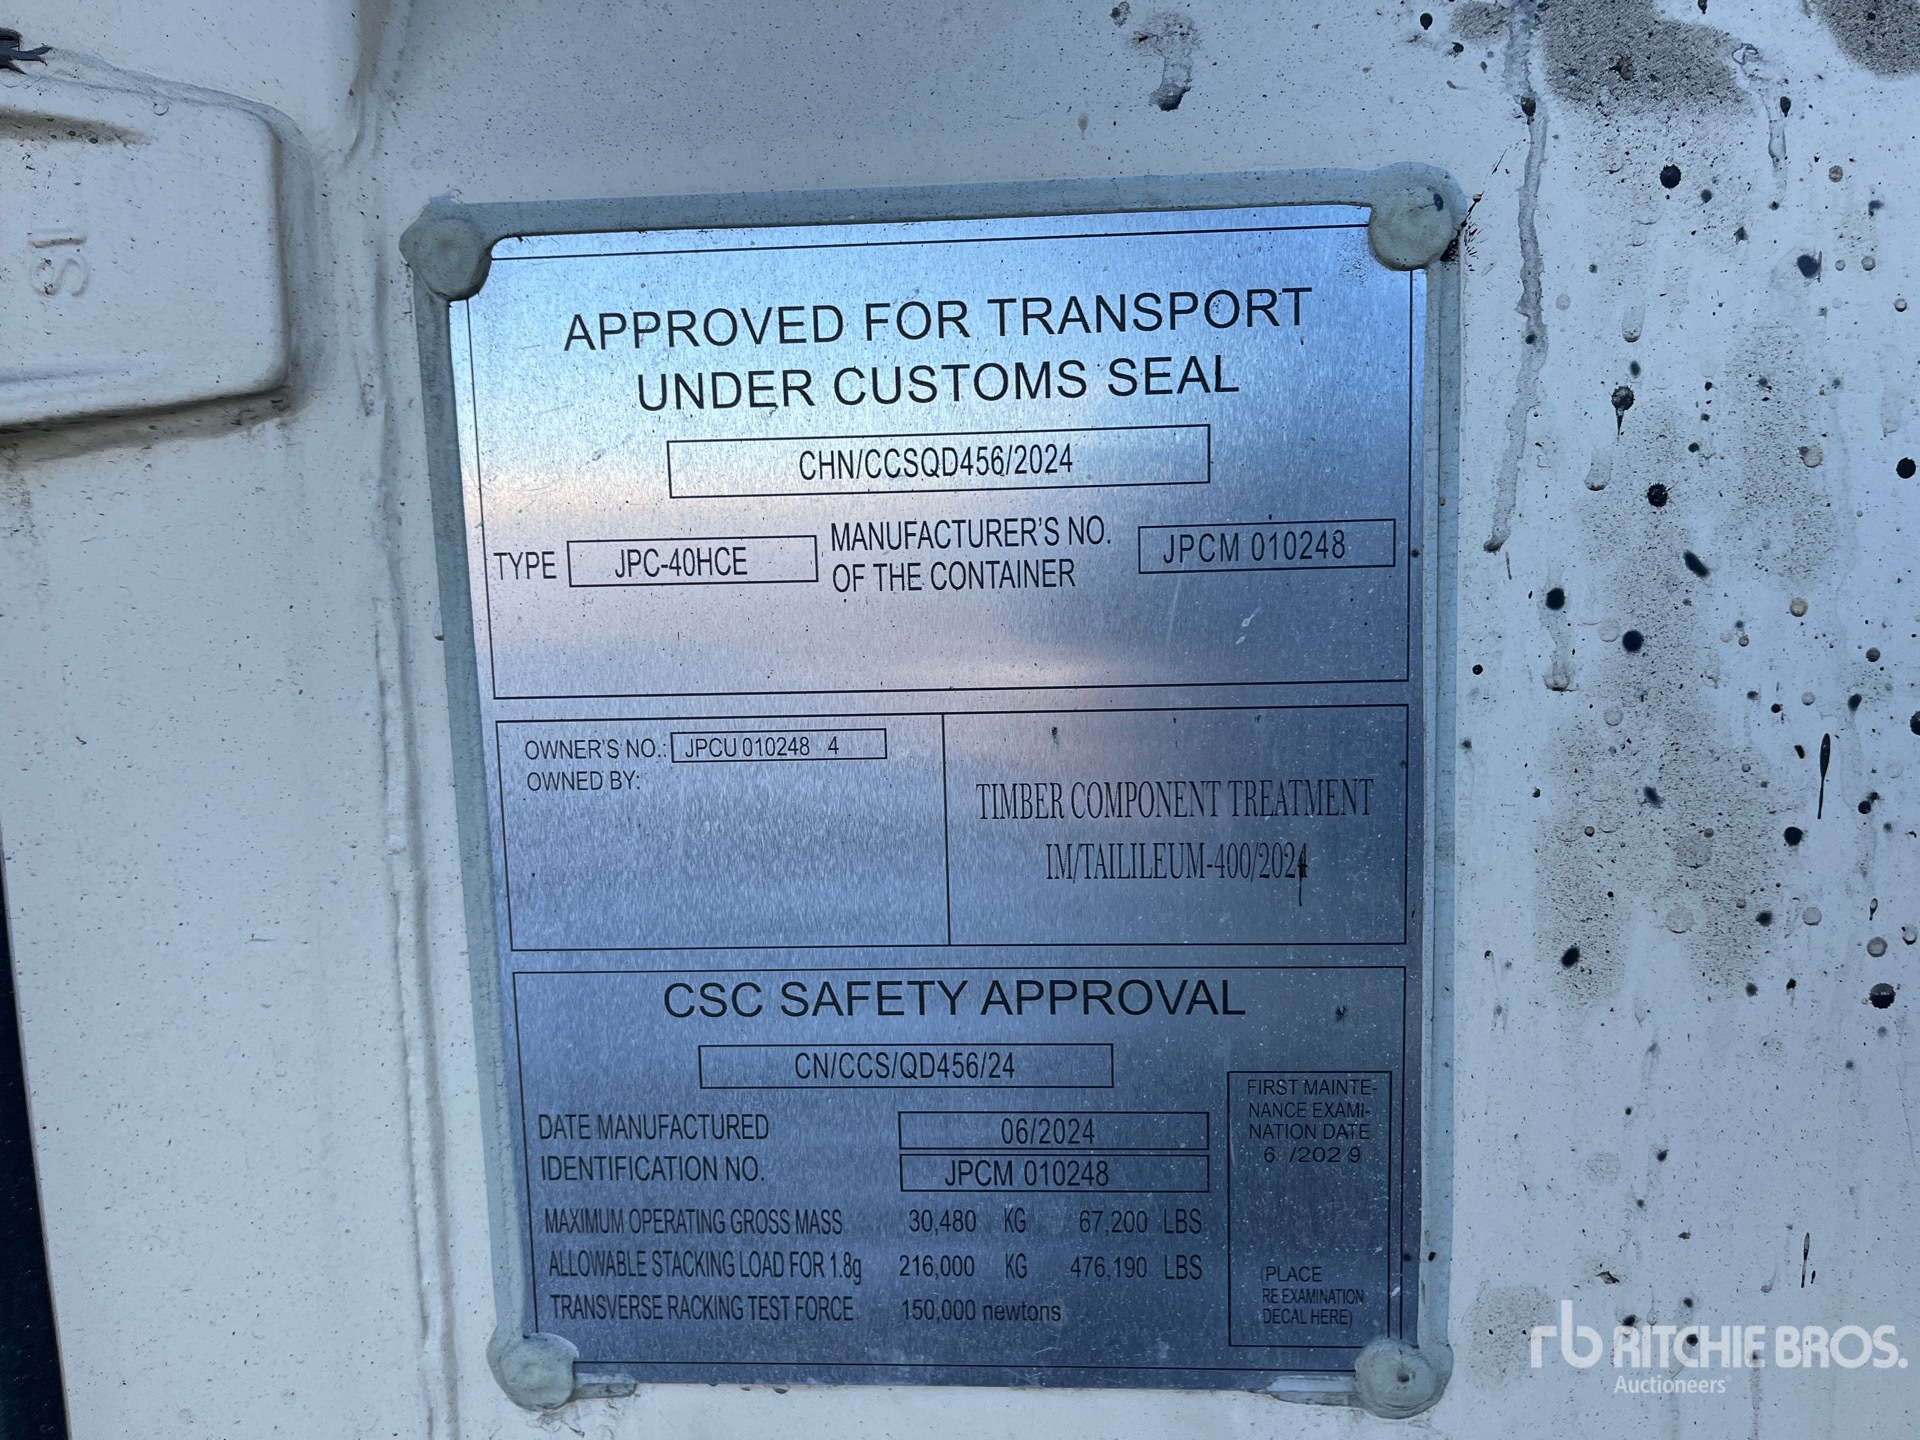 APPROVED FOR TRANSPORT
UNDER CUSTOMS SEAL
CHN/CCSQD456/2024
TYPE JPC-40HCE MANUFACTURER'S NO. OF THE CONTAINER JPCM 010248
OWNER'S NO.: JPCU 010248 4
OWNED BY:
TIMBER COMPONENT TREATMENT
IM/TAILILEUM-400/2024
CSC SAFETY APPROVAL
CN/CCS/QD456/24
DATE MANUFACTURED 06/2024
IDENTIFICATION NO. JPCM 010248
MAXIMUM OPERATING GROSS MASS 30,480 KG 67,200 LBS
ALLOWABLE STACKING LOAD FOR 1.8g 216,000 KG 476,190 LBS
TRANSVERSE RACKING TEST FORCE 150,000 newtons
FIRST MAINTE-
NANCE EXAMI-
NATION DATE
6 /202 9
(PLACE
RE EXAMINATION
DECAL HERE)
IS
rb RITCHIE BROS.
Auctioneers